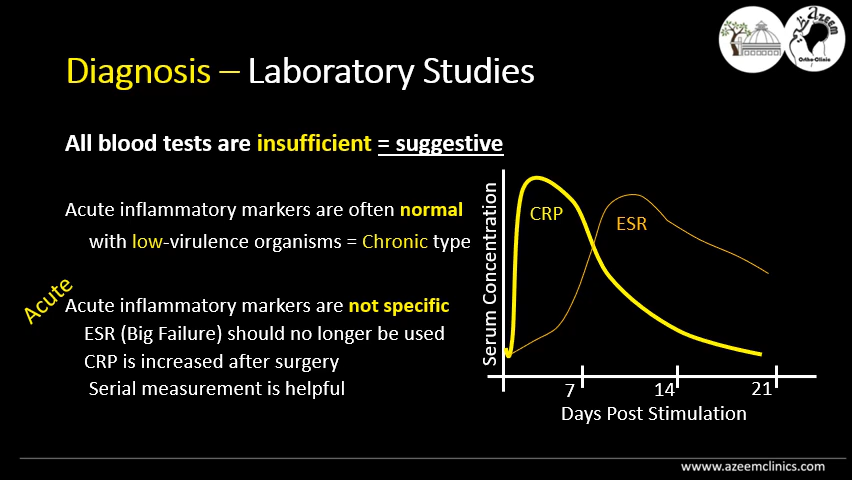 Diagnosis – Laboratory Studies
All blood tests are insufficient = suggestive
Acute inflammatory markers are often normal
with low-virulence organisms = Chronic type
Acute
Acute inflammatory markers are not specific
ESR (Big Failure) should no longer be used
CRP is increased after surgery
Serial measurement is helpful
Serum Concentration
CRP
ESR
7 14 21
Days Post Stimulation
Azeem
Ortho-Clinic
www.azeemclinics.com